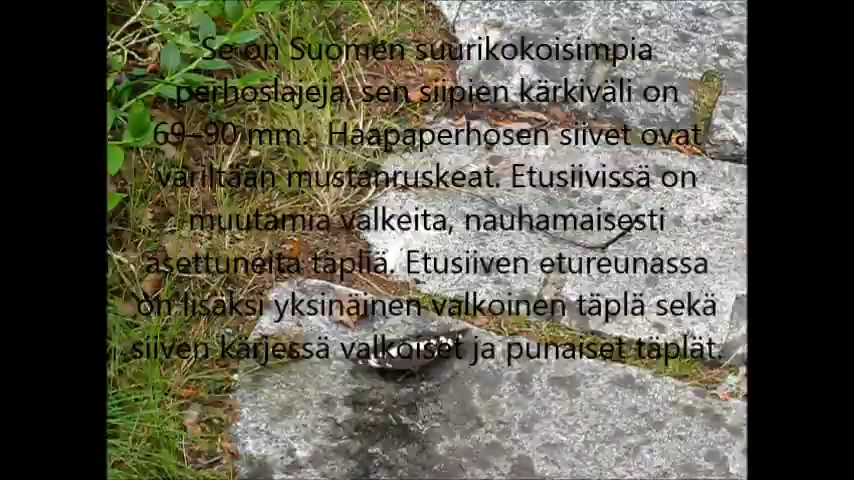 Se on Suomen suurikokoisimpia
perhoslajeja, sen siipien kärkiväli on
69–90 mm. Haapaperhosen siivet ovat
väriltään mustanruskeat. Etusiivissä on
muutamia valkeita, nauhamaisesti
asettuneita täpliä. Etusiiven etureunassa
on lisäksi yksinäinen valkoinen täplä sekä
siiven kärjessä valkoiset ja punaiset täplät.